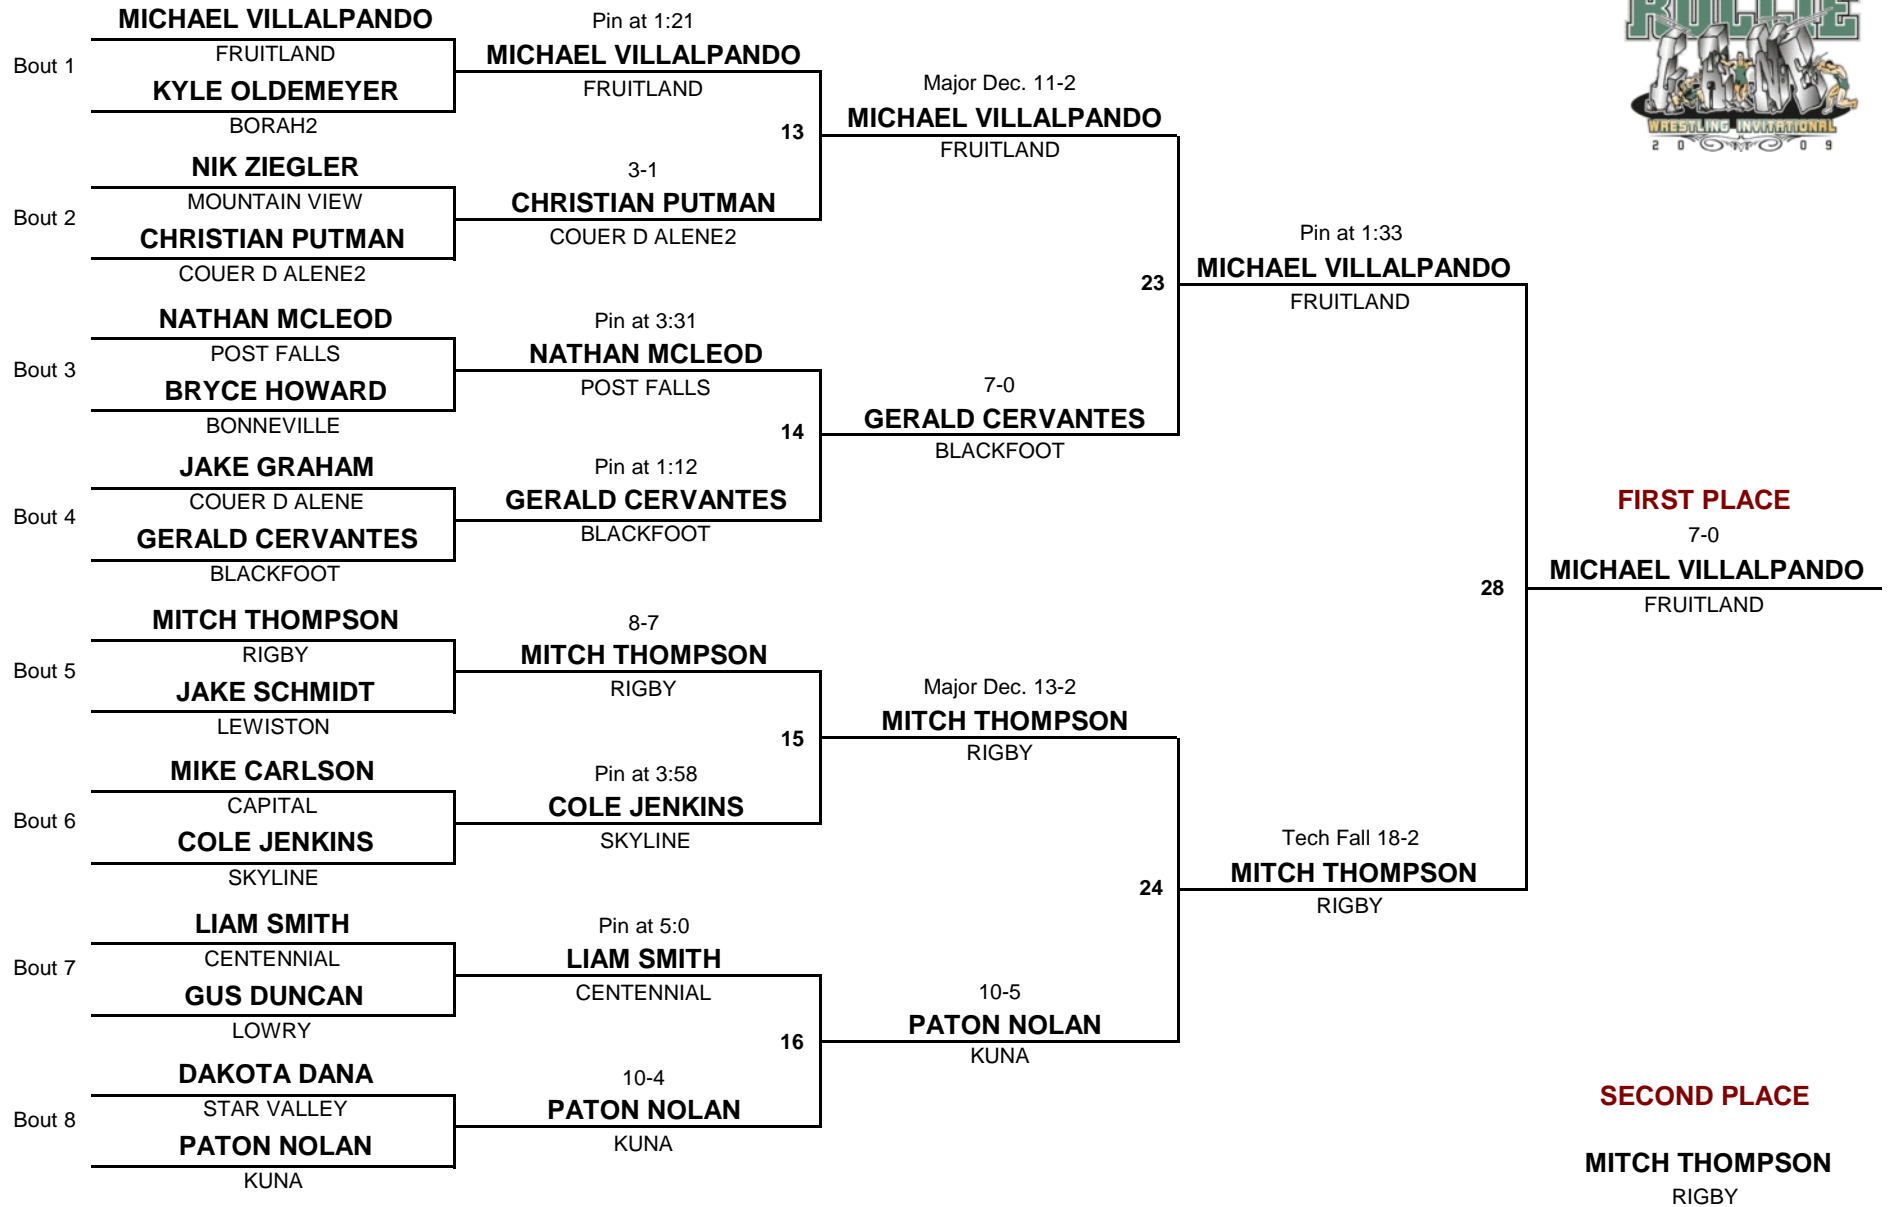 MICHAEL VILLALPANDO
Bout 1
FRUITLAND
KYLE OLDEMEYER
BORAH2
NIK ZIEGLER
Bout 2
MOUNTAIN VIEW
CHRISTIAN PUTMAN
COUER D ALENE2
NATHAN MCLEOD
Bout 3
POST FALLS
BRYCE HOWARD
BONNEVILLE
JAKE GRAHAM
Bout 4
COUER D ALENE
GERALD CERVANTES
BLACKFOOT
MITCH THOMPSON
Bout 5
RIGBY
JAKE SCHMIDT
LEWISTON
MIKE CARLSON
Bout 6
CAPITAL
COLE JENKINS
SKYLINE
LIAM SMITH
Bout 7
CENTENNIAL
GUS DUNCAN
LOWRY
DAKOTA DANA
Bout 8
STAR VALLEY
PATON NOLAN
KUNA
Pin at 1:21
MICHAEL VILLALPANDO
FRUITLAND
13
3-1
CHRISTIAN PUTMAN
COUER D ALENE2
Pin at 3:31
NATHAN MCLEOD
POST FALLS
14
Pin at 1:12
GERALD CERVANTES
BLACKFOOT
8-7
MITCH THOMPSON
RIGBY
15
Pin at 3:58
COLE JENKINS
SKYLINE
Pin at 5:0
LIAM SMITH
CENTENNIAL
16
10-4
PATON NOLAN
KUNA
Major Dec. 11-2
MICHAEL VILLALPANDO
FRUITLAND
23
7-0
GERALD CERVANTES
BLACKFOOT
Major Dec. 13-2
MITCH THOMPSON
RIGBY
24
10-5
PATON NOLAN
KUNA
Pin at 1:33
MICHAEL VILLALPANDO
FRUITLAND
28
Tech Fall 18-2
MITCH THOMPSON
RIGBY
ROLLIE
LANE
WRESTLING INVITATIONAL
2009
FIRST PLACE
7-0
MICHAEL VILLALPANDO
FRUITLAND
SECOND PLACE
MITCH THOMPSON
RIGBY